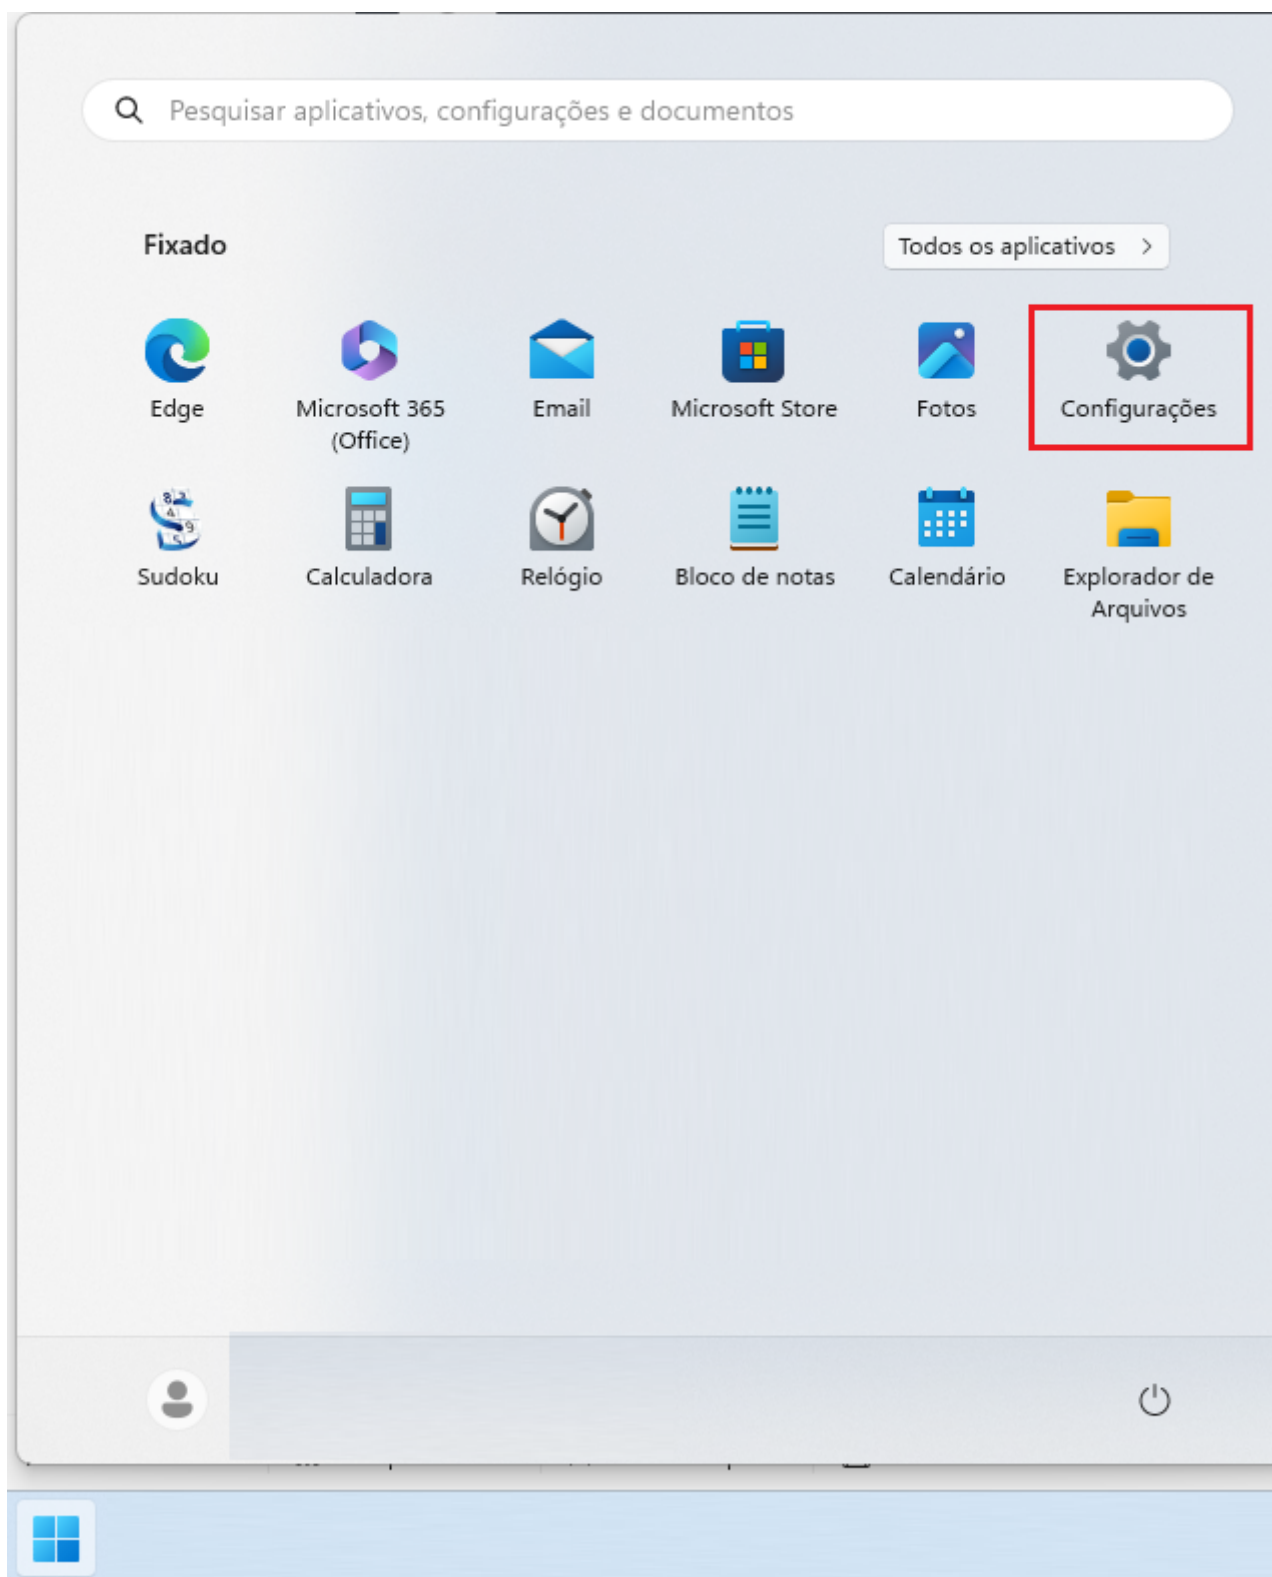 Pesquisar aplicativos, configurações e documentos
Fixado
Todos os aplicativos
Edge
Microsoft 365
(Office)
Email
Microsoft Store
Fotos
Configurações
Sudoku
Calculadora
Relógio
Bloco de notas
Calendário
Explorador de
Arquivos